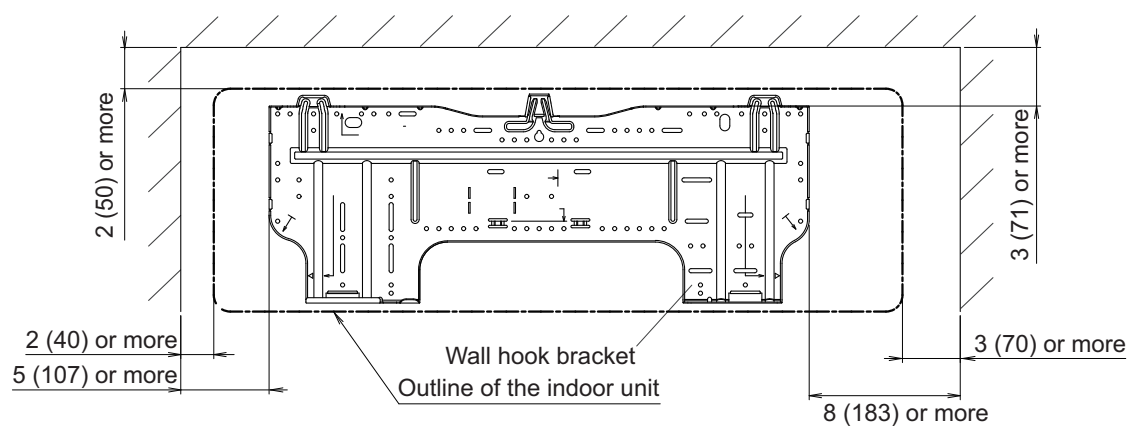 2 (50) or more
3 (71) or more
2 (40) or more
5 (107) or more
Wall hook bracket
Outline of the indoor unit
3 (70) or more
8 (183) or more